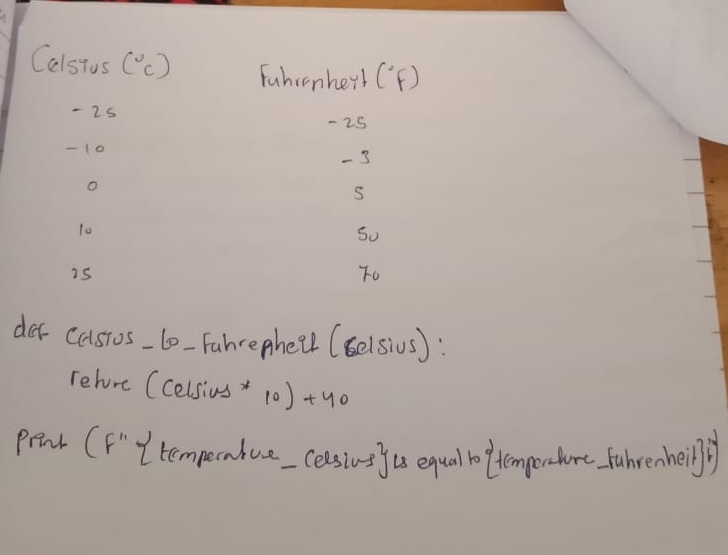 Celsius (°C) Fahrenheit (°F)
-25 -25
-10 -3
0 5
10 50
25 70
def Celsius_to_Fahrenheit (Celsius):
return (Celsius * 10) + 40
Print (F" {temperature_Celsius} is equal to {temperature_Fahrenheit}